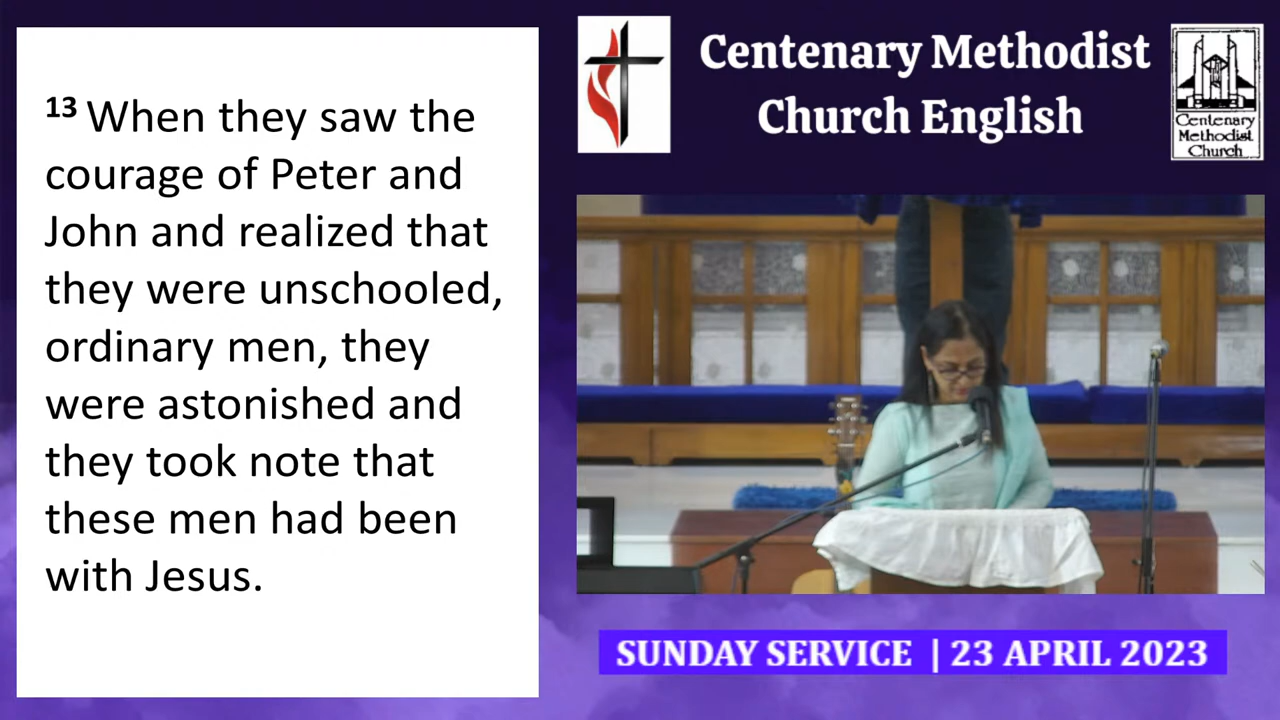 13 When they saw the
courage of Peter and
John and realized that
they were unschooled,
ordinary men, they
were astonished and
they took note that
these men had been
with Jesus.
Centenary Methodist
Church English
Centenary
Methodist
Church
SUNDAY SERVICE | 23 APRIL 2023